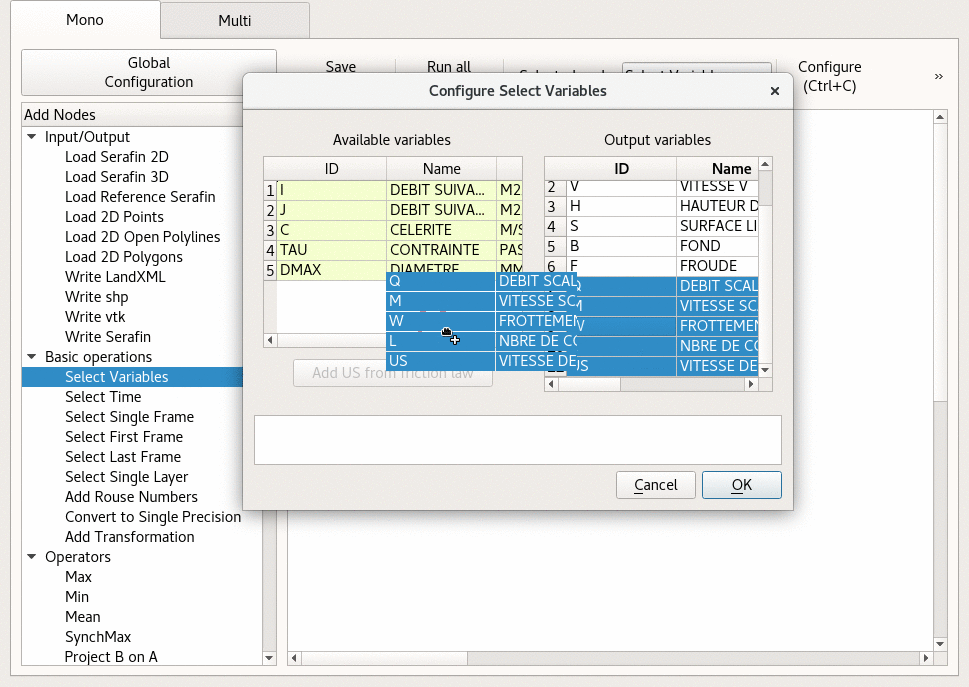 Mono
Multi
Global
Configuration
Save
Run all
Configure
(Ctrl+C)
»
Add Nodes
Input/Output
Load Serafin 2D
Load Serafin 3D
Load Reference Serafin
Load 2D Points
Load 2D Open Polylines
Load 2D Polygons
Write LandXML
Write shp
Write vtk
Write Serafin
Basic operations
Select Variables
Select Time
Select Single Frame
Select First Frame
Select Last Frame
Select Single Layer
Add Rouse Numbers
Convert to Single Precision
Add Transformation
Operators
Max
Min
Mean
SynchMax
Project B on A
Configure Select Variables
Available variables
ID Name
1 I DEBIT SUIVA... M2
2 J DEBIT SUIVA... M2
3 C CELERITE M/S
4 TAU CONTRAINTE PAS
5 DMAX DIAMETRE MM
Q DEBIT SCAL
M VITESSE SC
W FROTTEMEN
L NBRE DE CO
US VITESSE DE
Add US from friction law
Output variables
ID Name
2 V VITESSE V
3 H HAUTEUR D
4 S SURFACE LI
5 B FOND
6 F FROUDE
DEBIT SCAL
VITESSE SC
FROTTEMEN
NBRE DE CO
VITESSE DE
Cancel
OK